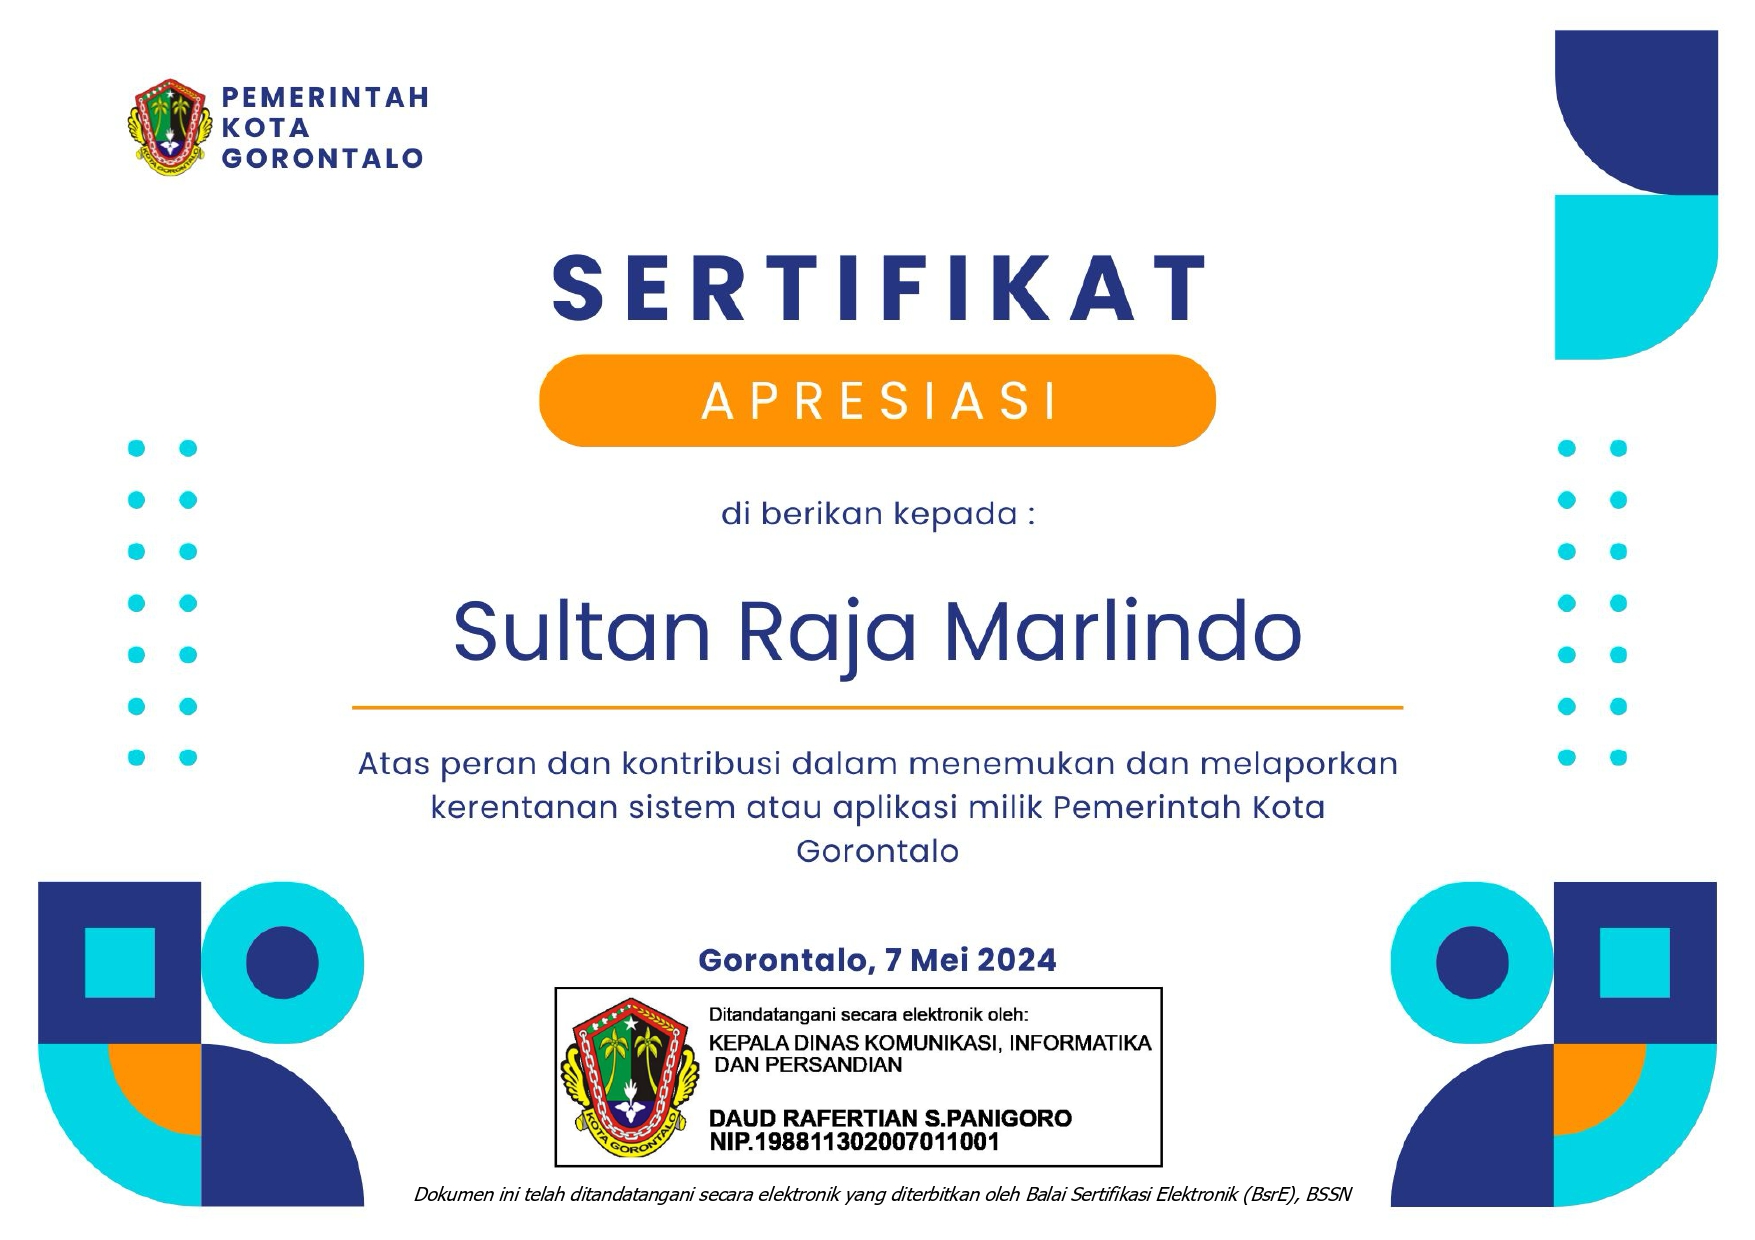 PEMERINTAH
KOTA
GORONTALO
SERTIFIKAT
APRESIASI
di berikan kepada :
Sultan Raja Marlindo
Atas peran dan kontribusi dalam menemukan dan melaporkan
kerentanan sistem atau aplikasi milik Pemerintah Kota
Gorontalo
Gorontalo, 7 Mei 2024
Ditandatangani secara elektronik oleh:
KEPALA DINAS KOMUNIKASI, INFORMATIKA
DAN PERSANDIAN
DAUD RAFERTIAN S.PANIGORO
NIP.198811302007011001
KOTA GORONTALO
Dokumen ini telah ditandatangani secara elektronik yang diterbitkan oleh Balai Sertifikasi Elektronik (BsrE), BSSN